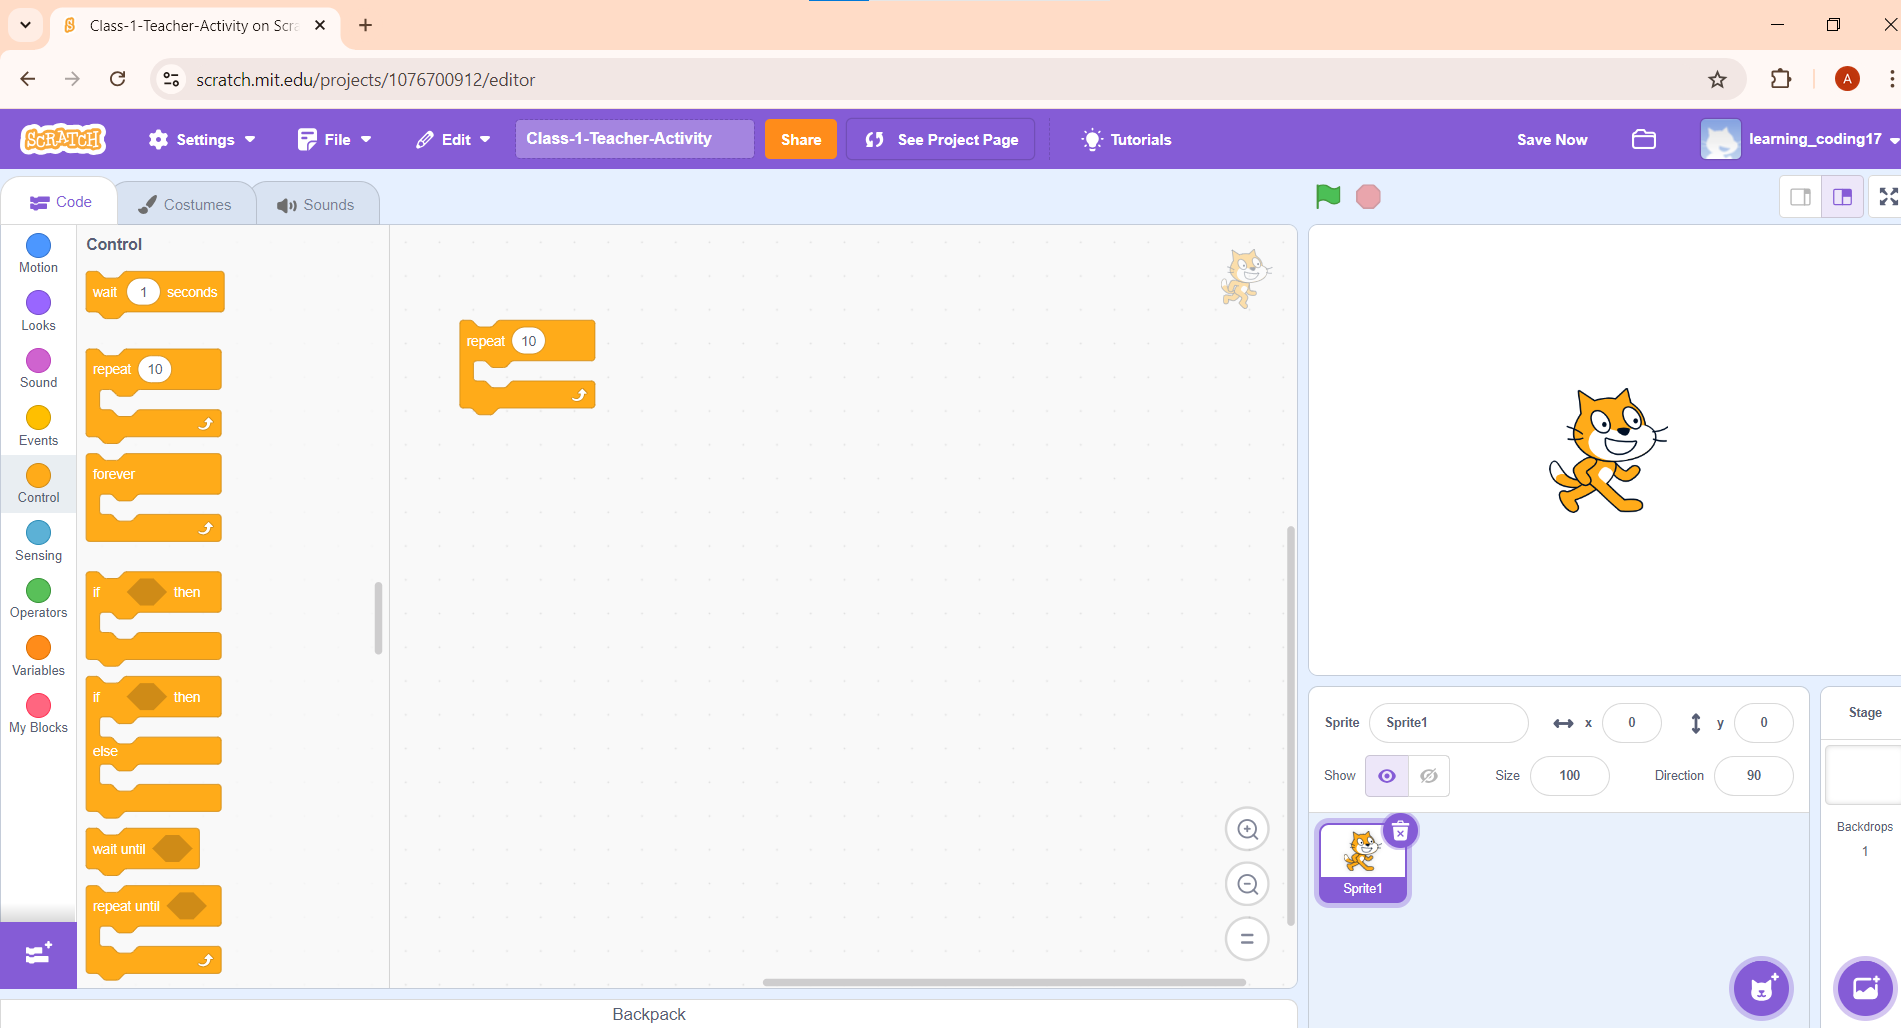 Class-1-Teacher-Activity on Scra
scratch.mit.edu/projects/1076700912/editor
A
SCRATCH
Settings
File
Edit
Class-1-Teacher-Activity
Share
See Project Page
Tutorials
Save Now
learning_coding17
Code
Costumes
Sounds
Motion
Looks
Sound
Events
Control
Sensing
Operators
Variables
My Blocks
Control
wait 1 seconds
repeat 10
forever
if then
if then
else
wait until
repeat until
repeat 10
Sprite Sprite1 x 0 y 0
Show Size 100 Direction 90
Sprite1
Stage
Backdrops
1
Backpack